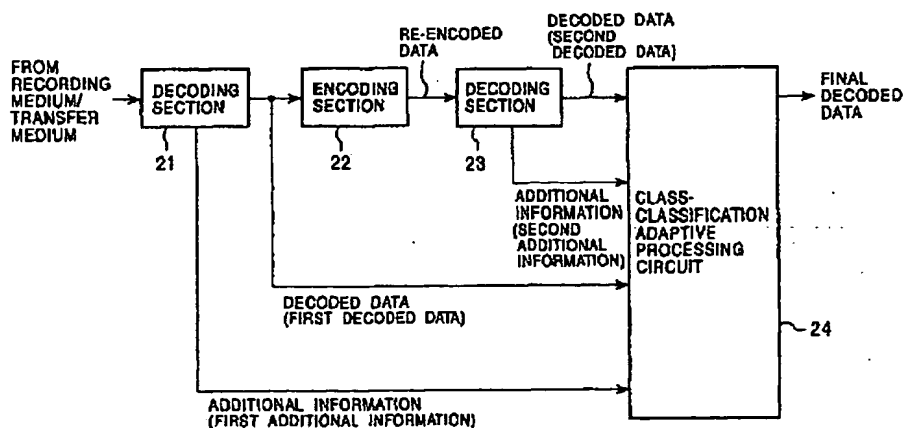 FROM
RECORDING
MEDIUM/
TRANSFER
MEDIUM
DECODING
SECTION
21
ENCODING
SECTION
22
RE-ENCODED
DATA
DECODING
SECTION
23
DECODED DATA
(SECOND
DECODED DATA)
FINAL
DECODED
DATA
ADDITIONAL
INFORMATION
(SECOND
ADDITIONAL
INFORMATION)
CLASS-
CLASSIFICATION
ADAPTIVE
PROCESSING
CIRCUIT
24
DECODED DATA
(FIRST DECODED DATA)
ADDITIONAL INFORMATION
(FIRST ADDITIONAL INFORMATION)